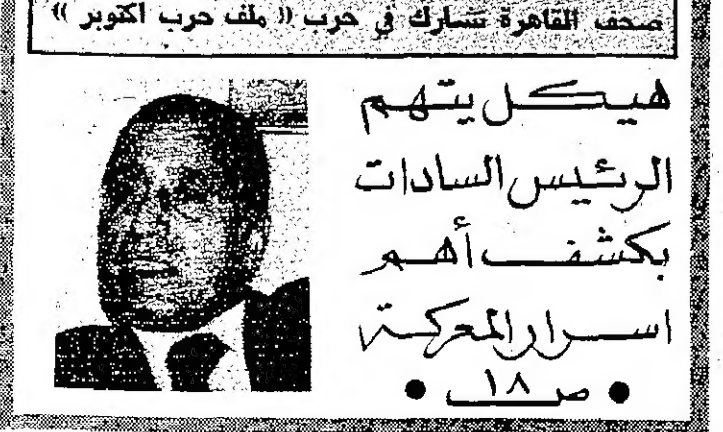 صحف القاهرة تشارك في حرب (( ملف حرب اكتوبر ))
هيكل يتهم
الرئيس السادات
بكشف أهم
اسرار المعركة
● ص ١٨ ●